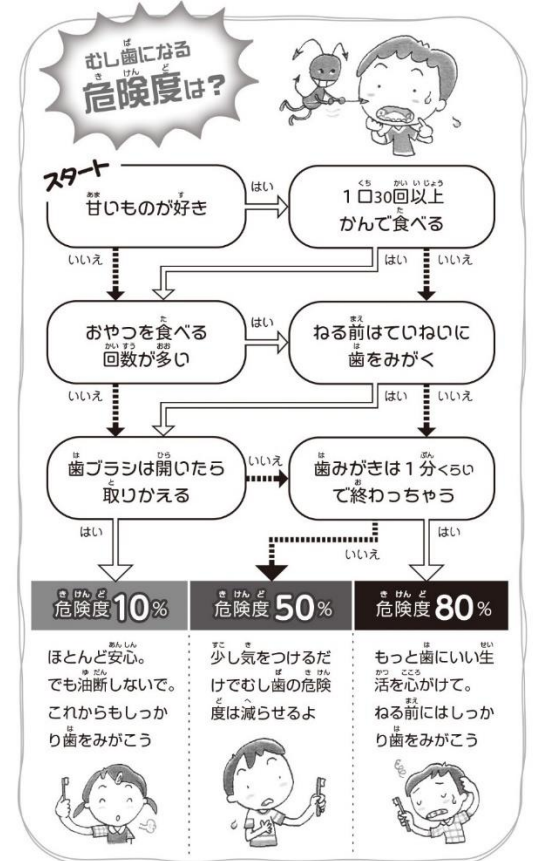 むし歯になる
危険度は？
スタート
甘いものが好き
はい
1口30回以上
かんで食べる
いいえ
はい
いいえ
おやつを食べる
回数が多い
はい
ねる前はていねいに
歯をみがく
いいえ
はい
いいえ
歯ブラシは開いたら
取りかえる
いいえ
歯みがきは1分くらい
で終わっちゃう
はい
いいえ
はい
危険度10%
ほとんど安心。
でも油断しないで。
これからもしっか
り歯をみがこう
危険度50%
少し気をつけるだ
けでむし歯の危険
度は減らせるよ
危険度80%
もっと歯にいい生
活を心がけて。
ねる前にはしっか
り歯をみがこう